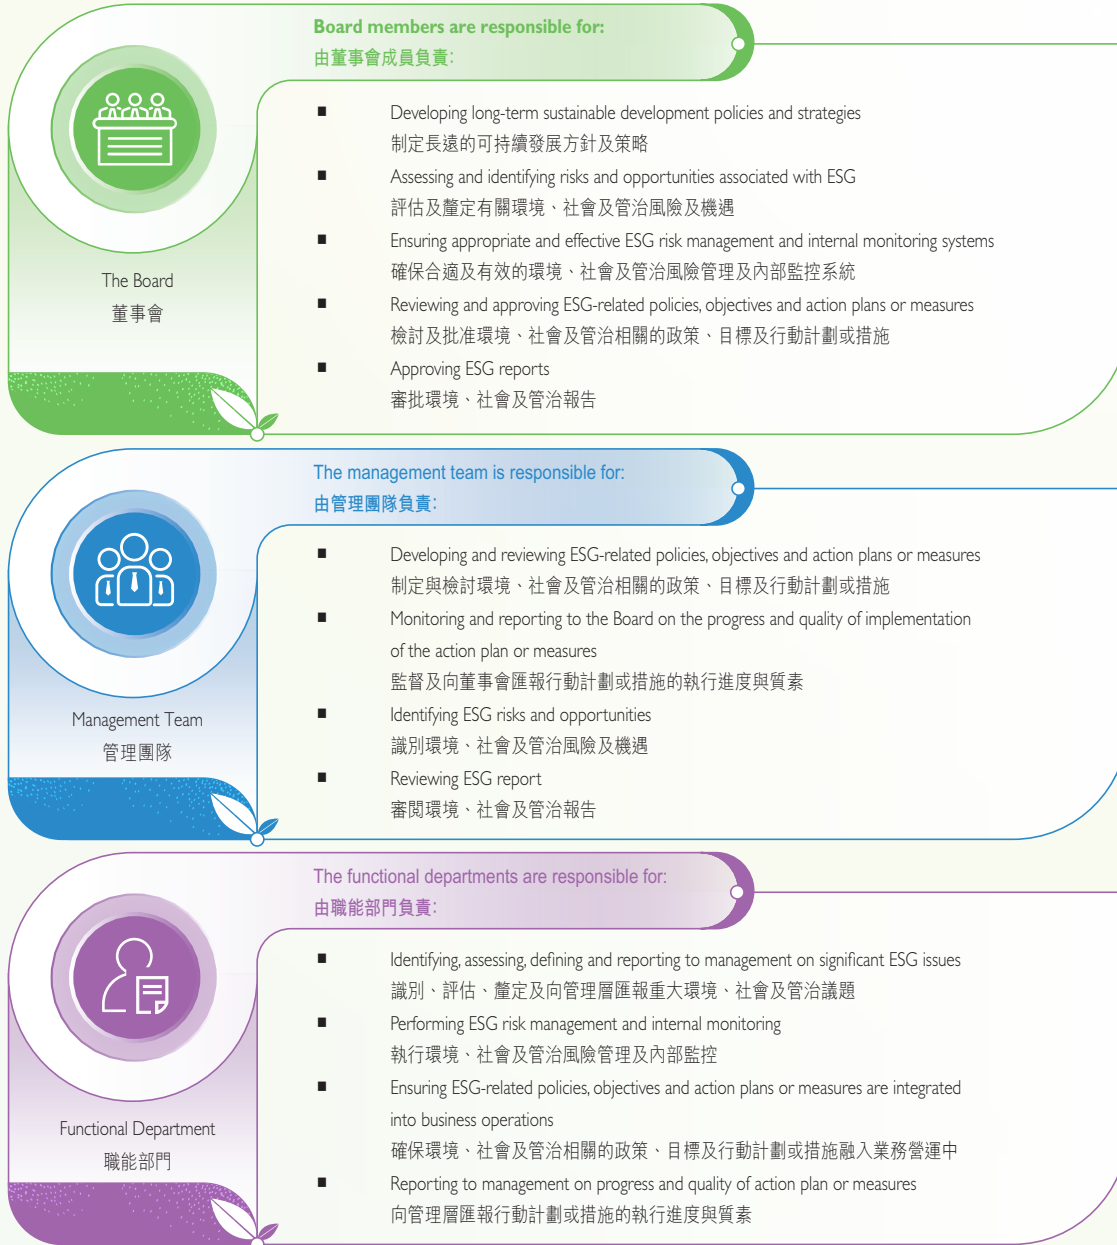 Board members are responsible for:
由董事會成員負責：
■ Developing long-term sustainable development policies and strategies
制定長遠的可持續發展方針及策略
■ Assessing and identifying risks and opportunities associated with ESG
評估及釐定有關環境、社會及管治風險及機遇
■ Ensuring appropriate and effective ESG risk management and internal monitoring systems
確保合適及有效的環境、社會及管治風險管理及內部監控系統
■ Reviewing and approving ESG-related policies, objectives and action plans or measures
檢討及批准環境、社會及管治相關的政策、目標及行動計劃或措施
■ Approving ESG reports
審批環境、社會及管治報告
The Board
董事會
The management team is responsible for:
由管理團隊負責：
■ Developing and reviewing ESG-related policies, objectives and action plans or measures
制定與檢討環境、社會及管治相關的政策、目標及行動計劃或措施
■ Monitoring and reporting to the Board on the progress and quality of implementation
of the action plan or measures
監督及向董事會匯報行動計劃或措施的執行進度與質素
■ Identifying ESG risks and opportunities
識別環境、社會及管治風險及機遇
■ Reviewing ESG report
審閱環境、社會及管治報告
Management Team
管理團隊
The functional departments are responsible for:
由職能部門負責：
■ Identifying, assessing, defining and reporting to management on significant ESG issues
識別、評估、釐定及向管理層匯報重大環境、社會及管治議題
■ Performing ESG risk management and internal monitoring
執行環境、社會及管治風險管理及內部監控
■ Ensuring ESG-related policies, objectives and action plans or measures are integrated
into business operations
確保環境、社會及管治相關的政策、目標及行動計劃或措施融入業務營運中
■ Reporting to management on progress and quality of action plan or measures
向管理層匯報行動計劃或措施的執行進度與質素
Functional Department
職能部門